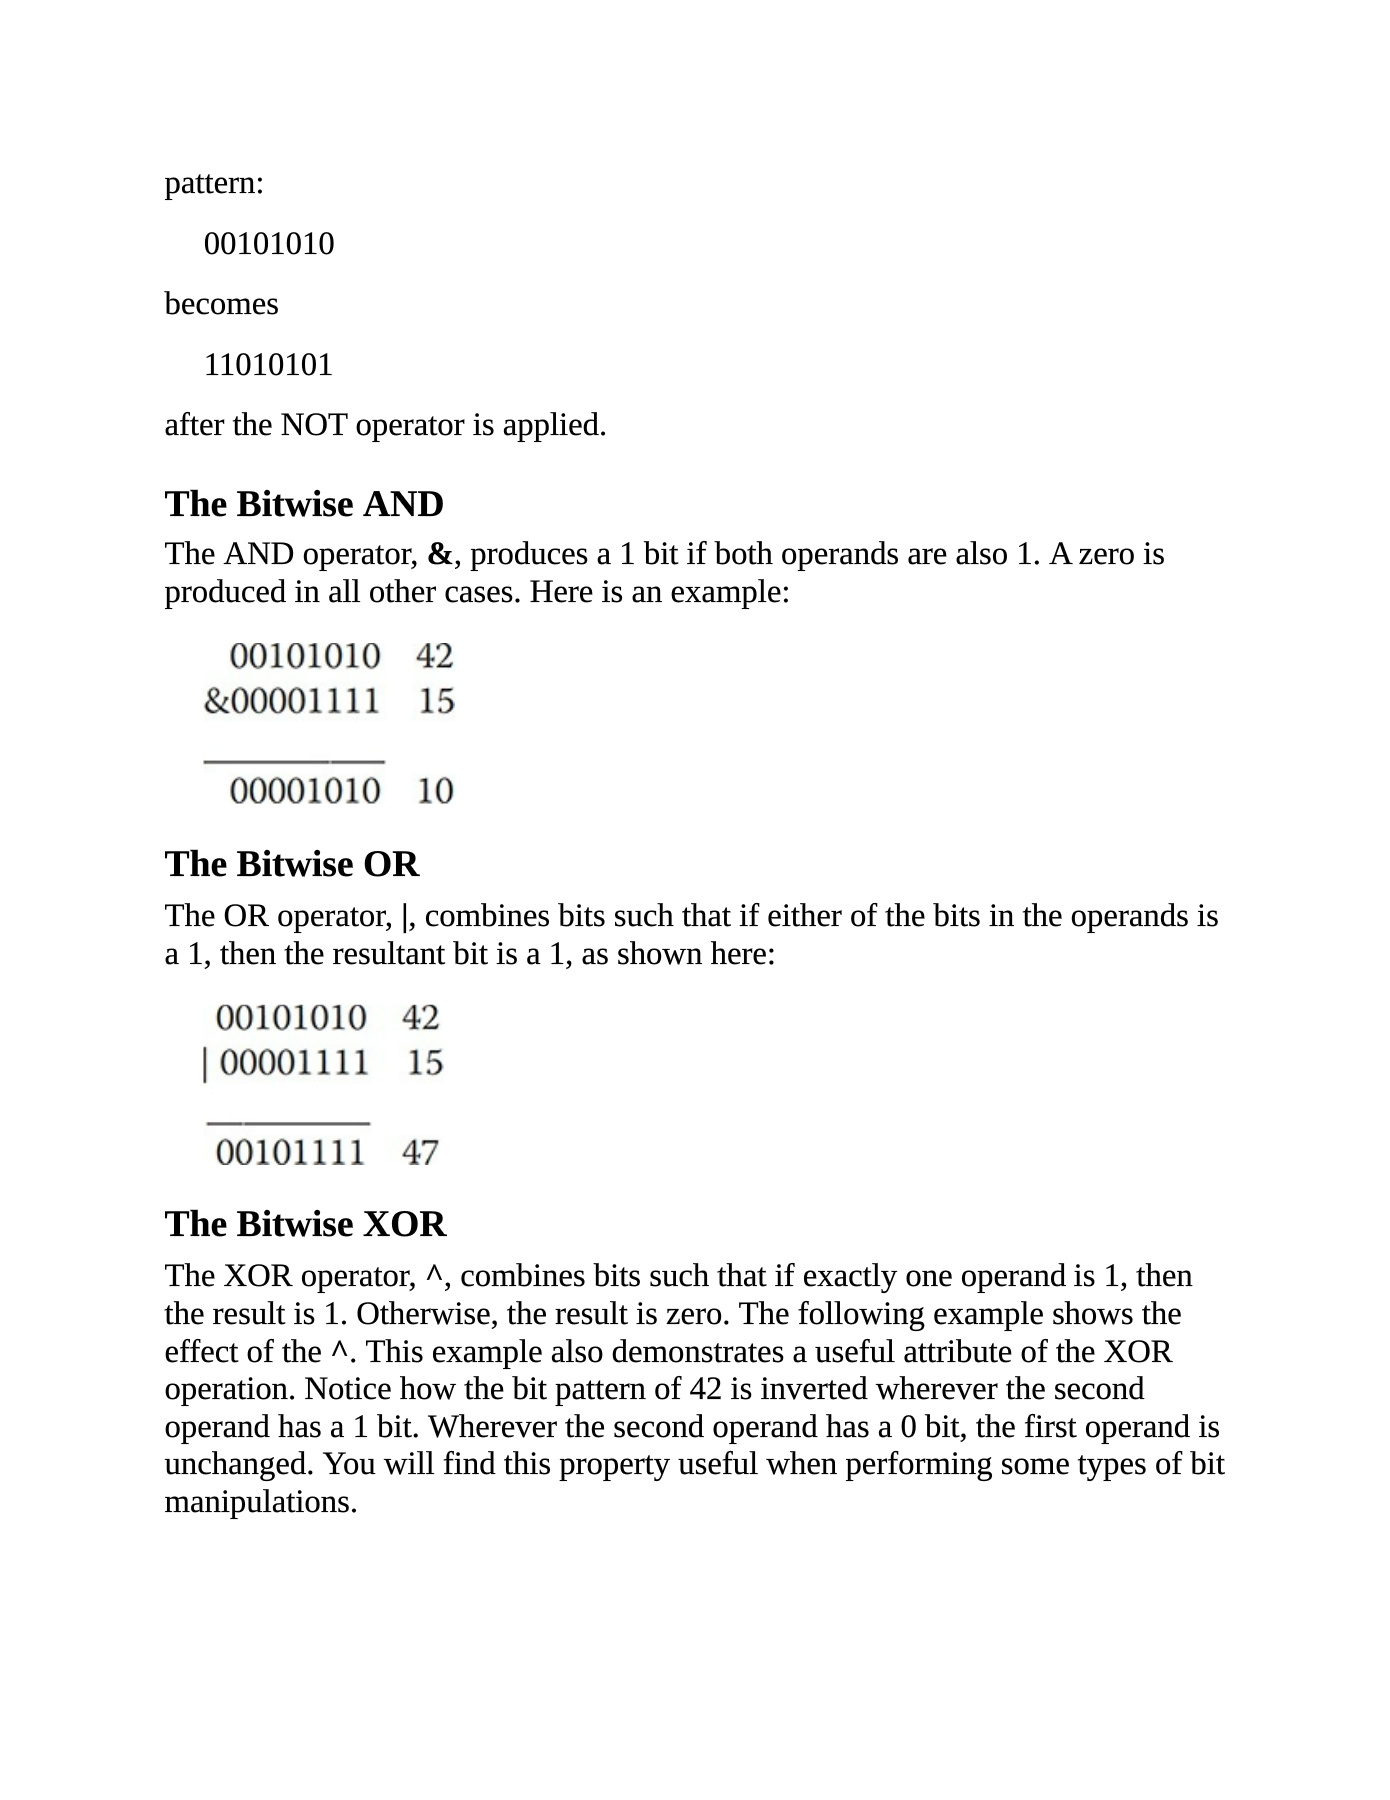 pattern:
00101010
becomes
11010101
after the NOT operator is applied.
The Bitwise AND
The AND operator, &, produces a 1 bit if both operands are also 1. A zero is
produced in all other cases. Here is an example:
00101010 42
&00001111 15
00001010 10
The Bitwise OR
The OR operator, |, combines bits such that if either of the bits in the operands is
a 1, then the resultant bit is a 1, as shown here:
00101010 42
| 00001111 15
00101111 47
The Bitwise XOR
The XOR operator, ^, combines bits such that if exactly one operand is 1, then
the result is 1. Otherwise, the result is zero. The following example shows the
effect of the ^. This example also demonstrates a useful attribute of the XOR
operation. Notice how the bit pattern of 42 is inverted wherever the second
operand has a 1 bit. Wherever the second operand has a 0 bit, the first operand is
unchanged. You will find this property useful when performing some types of bit
manipulations.